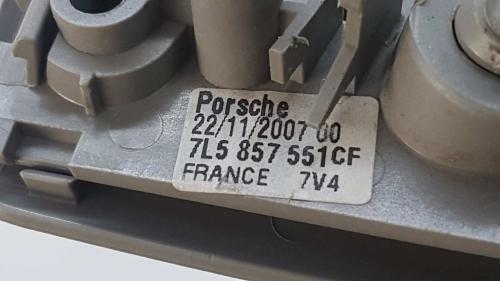 Porsche
22/11/2007 00
7L5 857 551CF
FRANCE 7V4